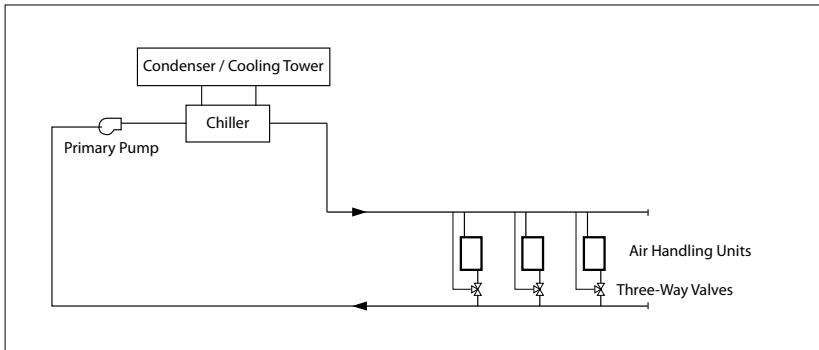 Condenser / Cooling Tower
Chiller
Primary Pump
Air Handling Units
Three-Way Valves